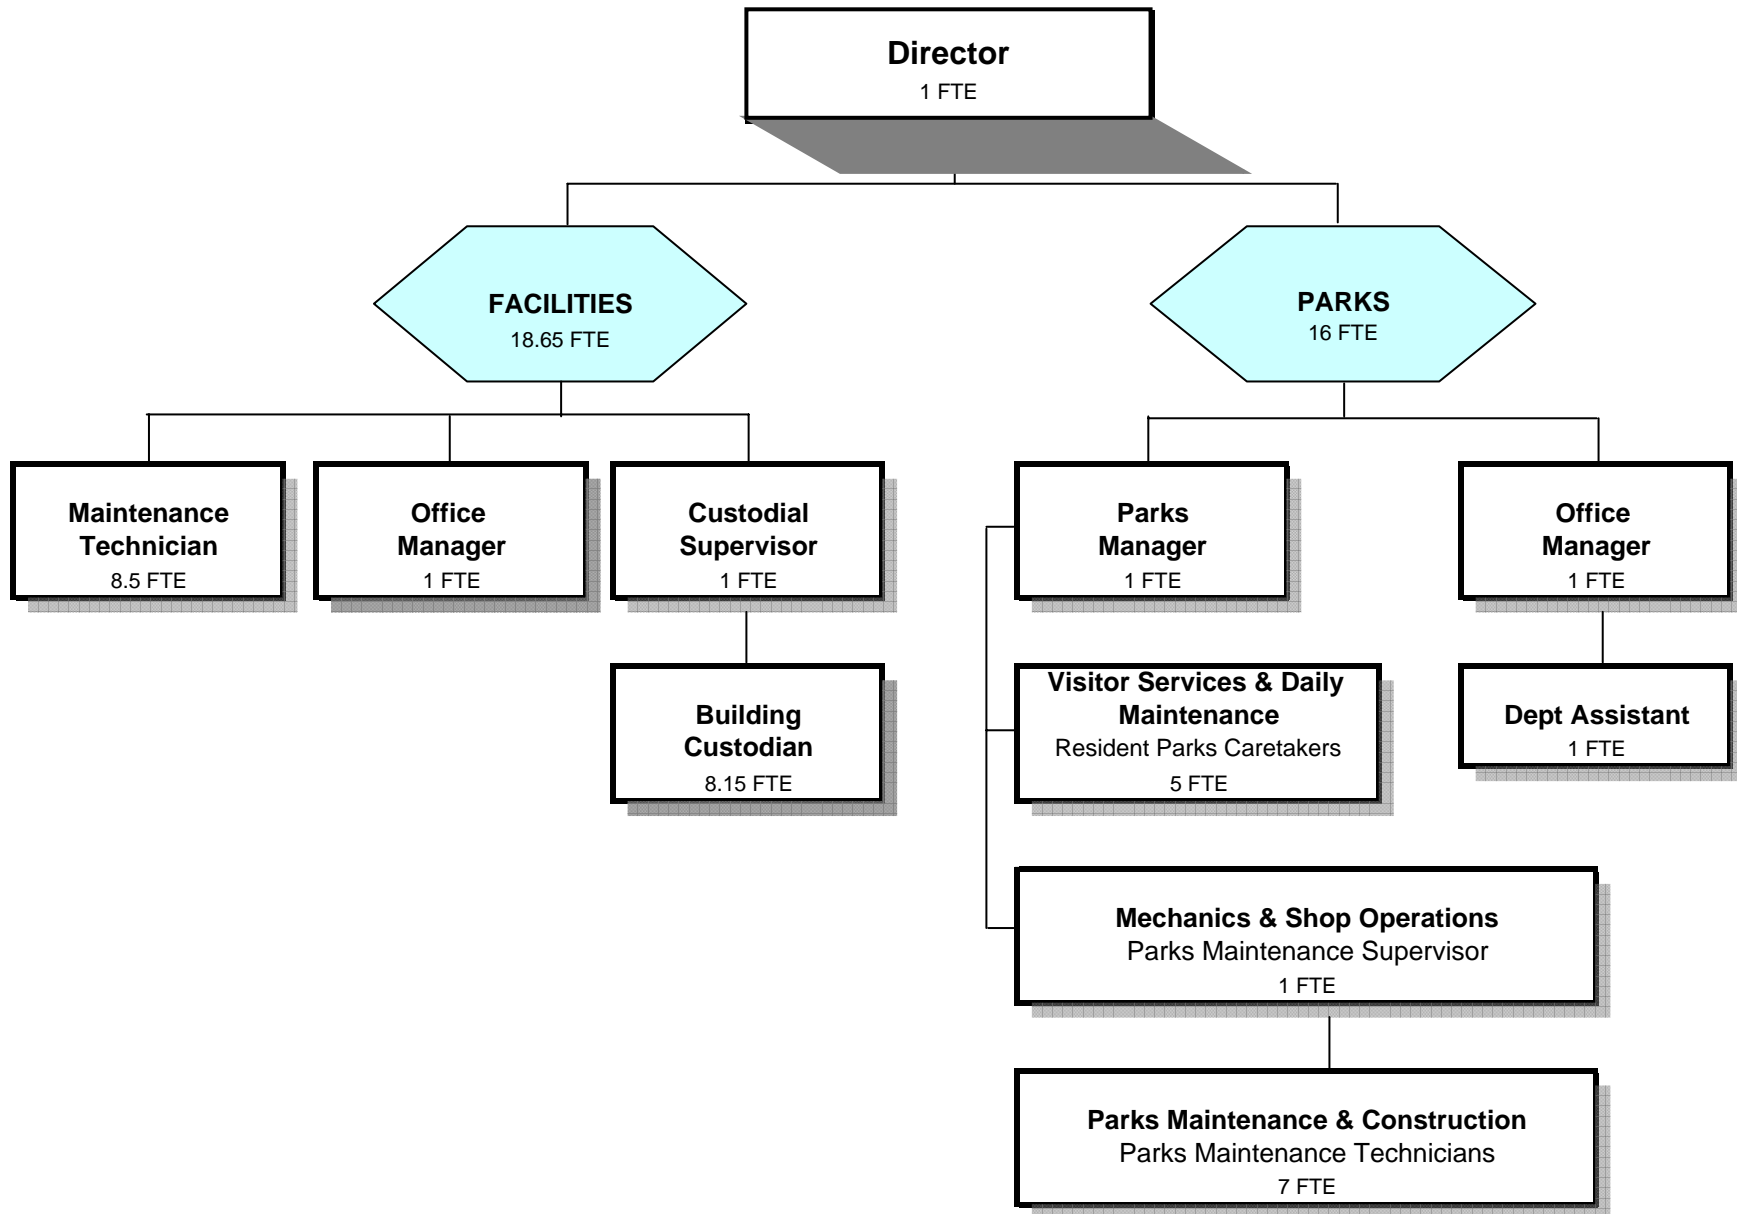 Director
1 FTE
FACILITIES
18.65 FTE
PARKS
16 FTE
Maintenance
Technician
8.5 FTE
Office
Manager
1 FTE
Custodial
Supervisor
1 FTE
Parks
Manager
1 FTE
Office
Manager
1 FTE
Building
Custodian
8.15 FTE
Visitor Services & Daily
Maintenance
Resident Parks Caretakers
5 FTE
Dept Assistant
1 FTE
Mechanics & Shop Operations
Parks Maintenance Supervisor
1 FTE
Parks Maintenance & Construction
Parks Maintenance Technicians
7 FTE